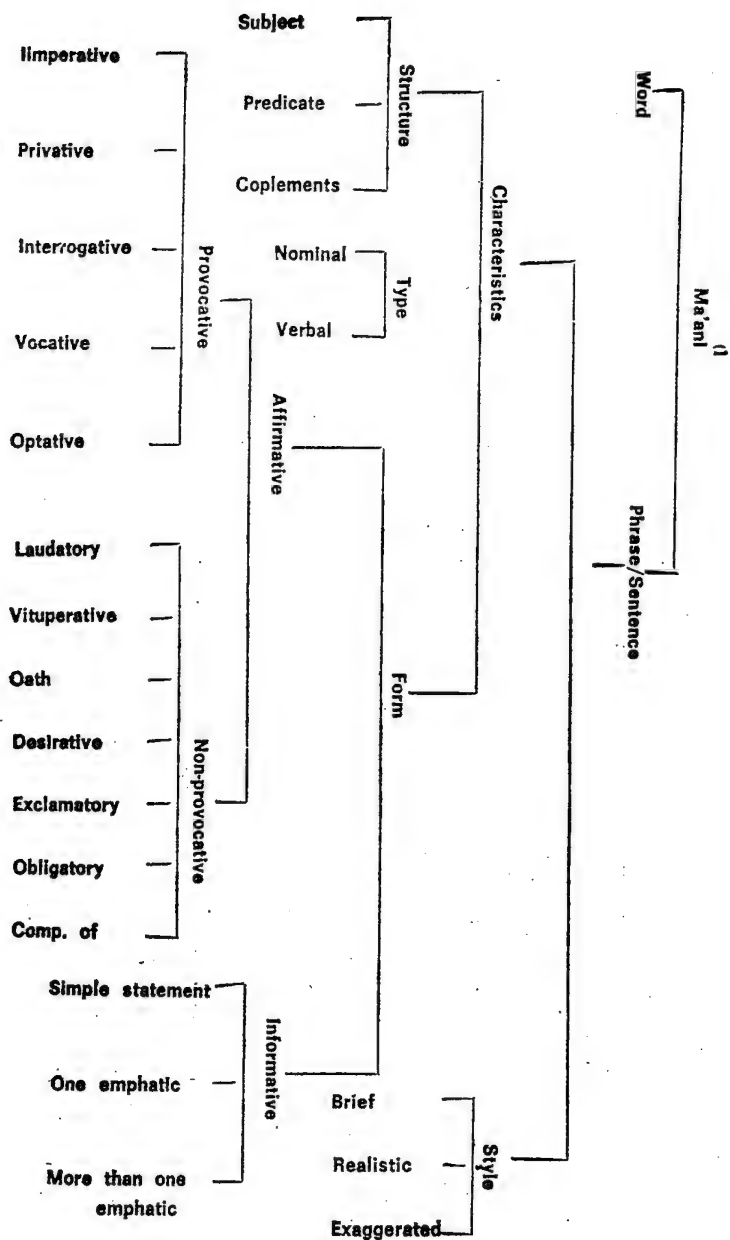 (1
Ma'anI
Word
Phrase/Sentence
Characteristics
Style
Structure
Type
Form
Brief
Realistic
Exaggerated
Subject
Predicate
Coplements
Nominal
Verbal
Affirmative
Informative
Provocative
Non-provocative
Simple statement
One emphatic
More than one
emphatic
Iimperative
Privative
Interrogative
Vocative
Optative
Laudatory
Vituperative
Oath
Desirative
Exclamatory
Obligatory
Comp. of